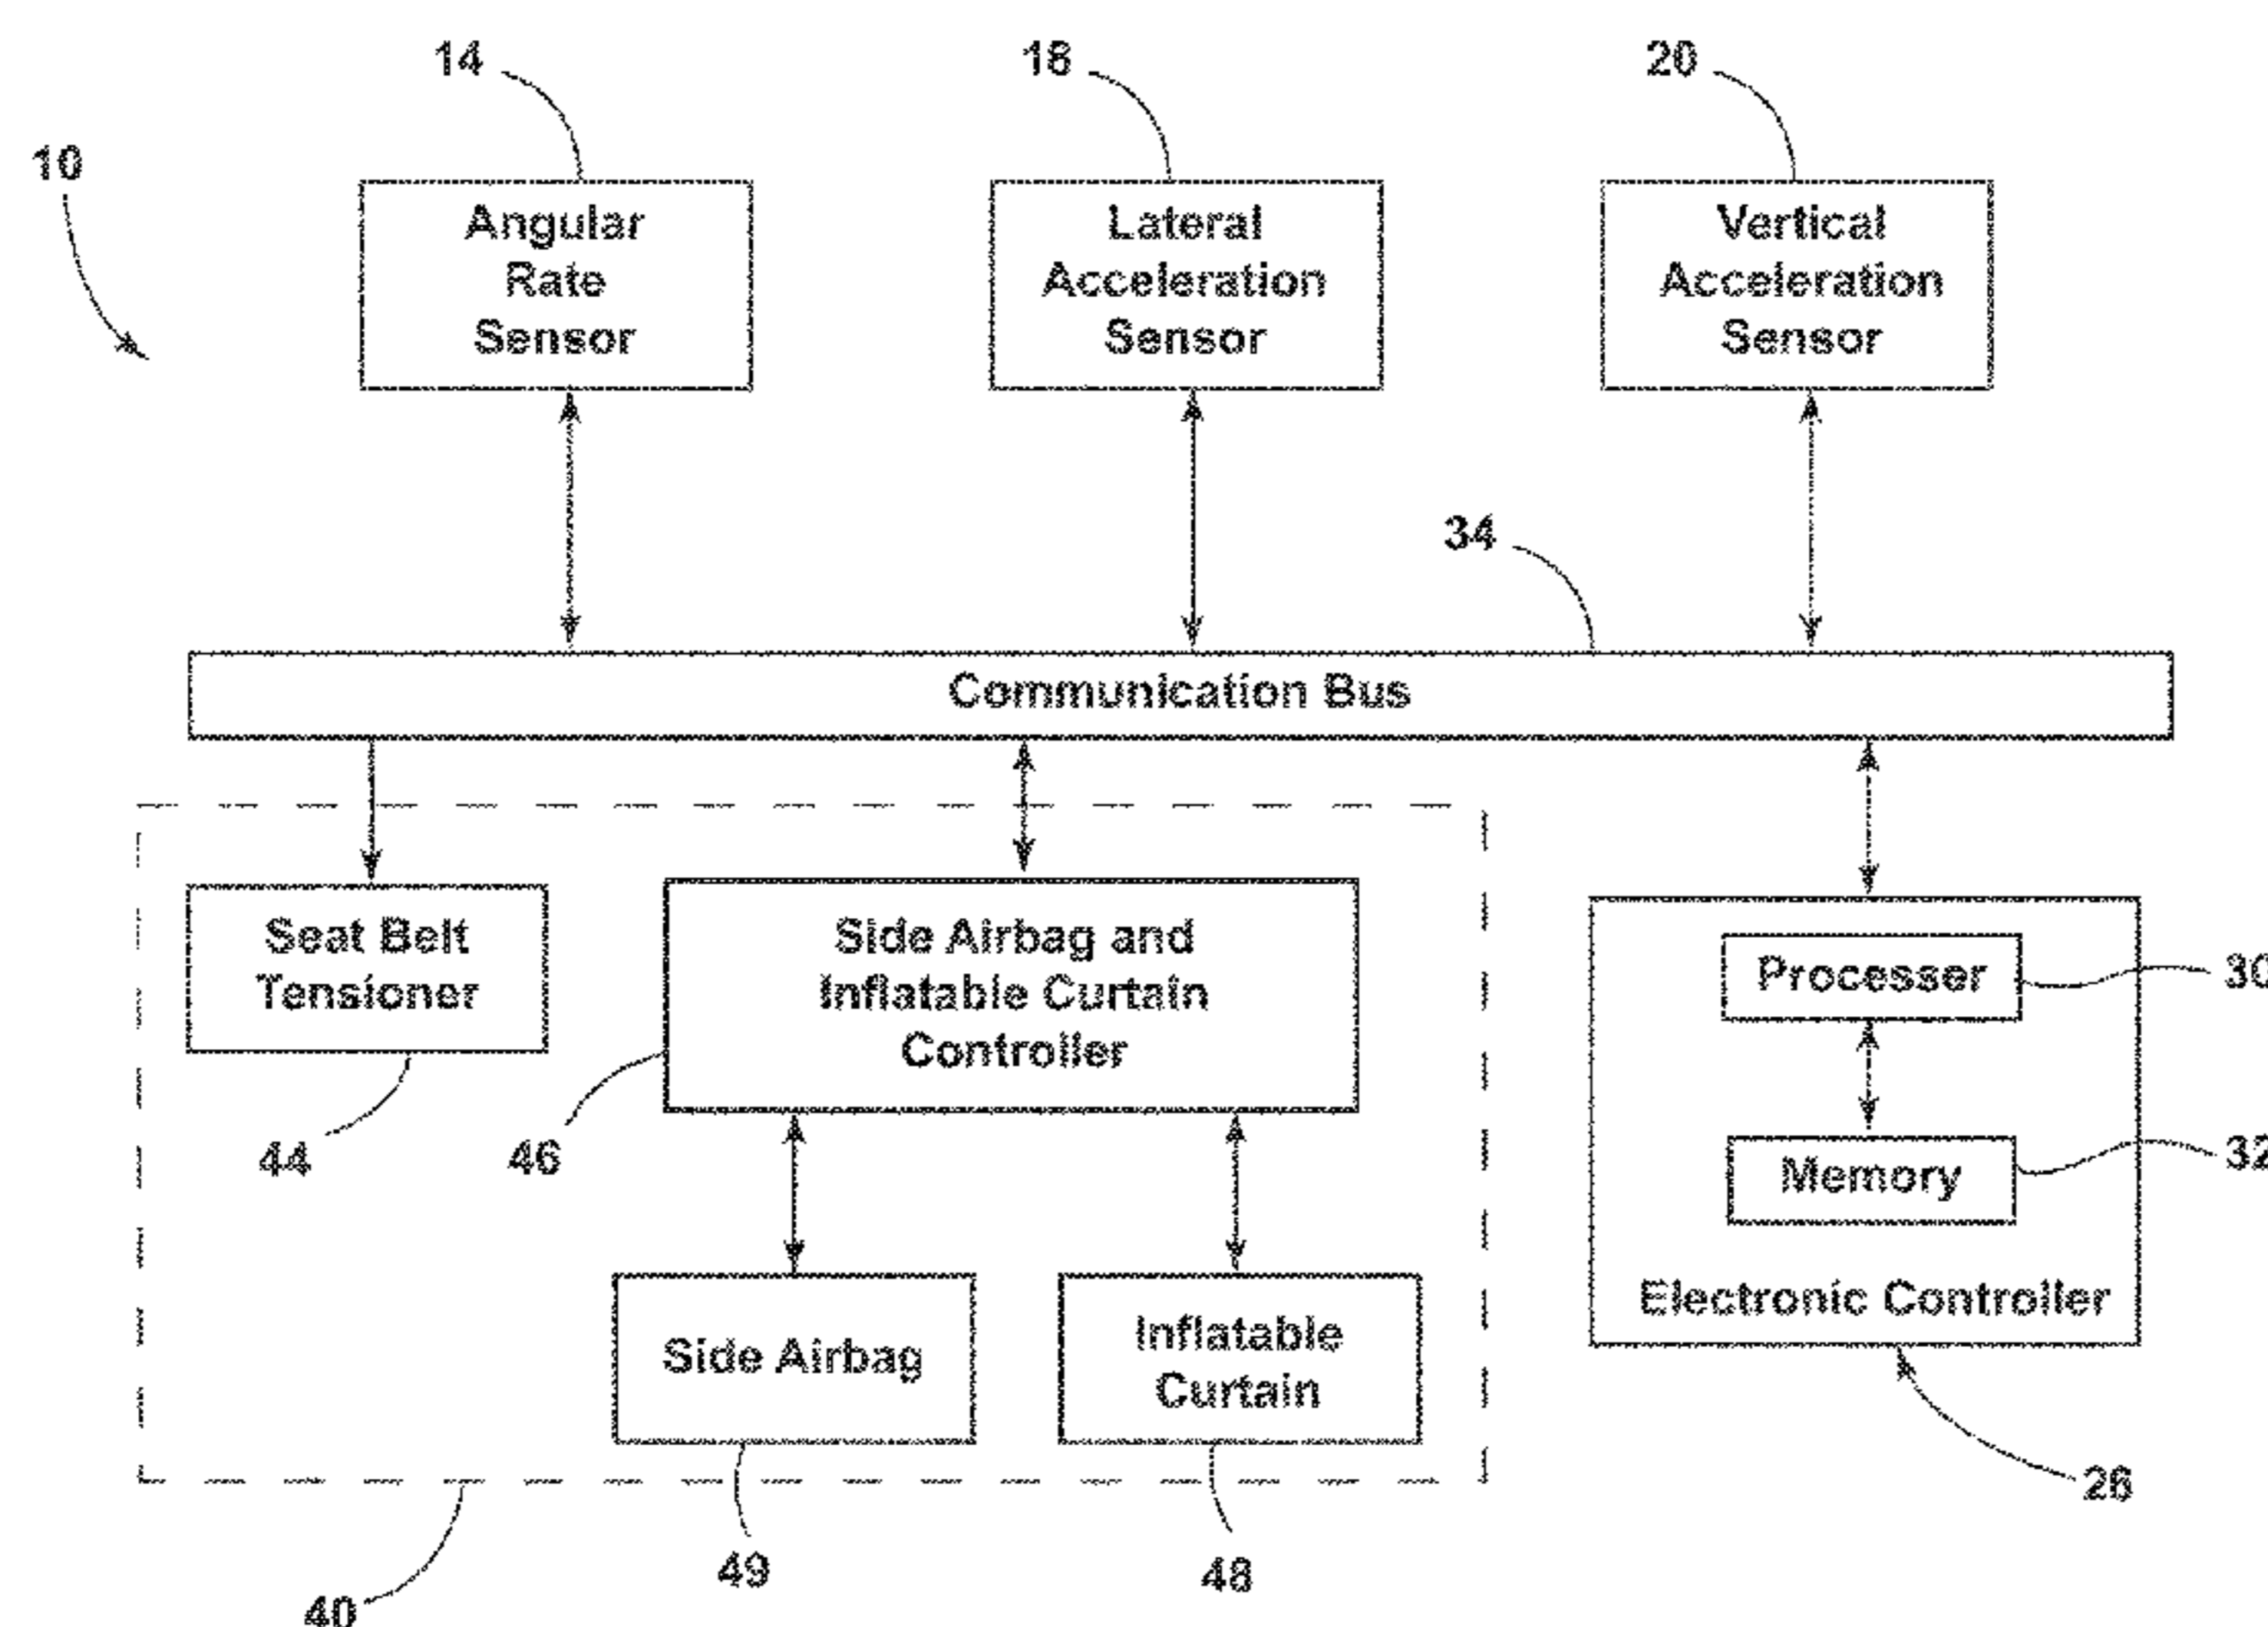 14
18
20
10
Angular
Rate
Sensor
Lateral
Acceleration
Sensor
Vertical
Acceleration
Sensor
34
Communication Bus
Seat Belt
Tensioner
Side Airbag and
Inflatable Curtain
Controller
Processer
30
44
46
Memory
32
Side Airbag
Inflatable
Curtain
Electronic Controller
26
49
48
40